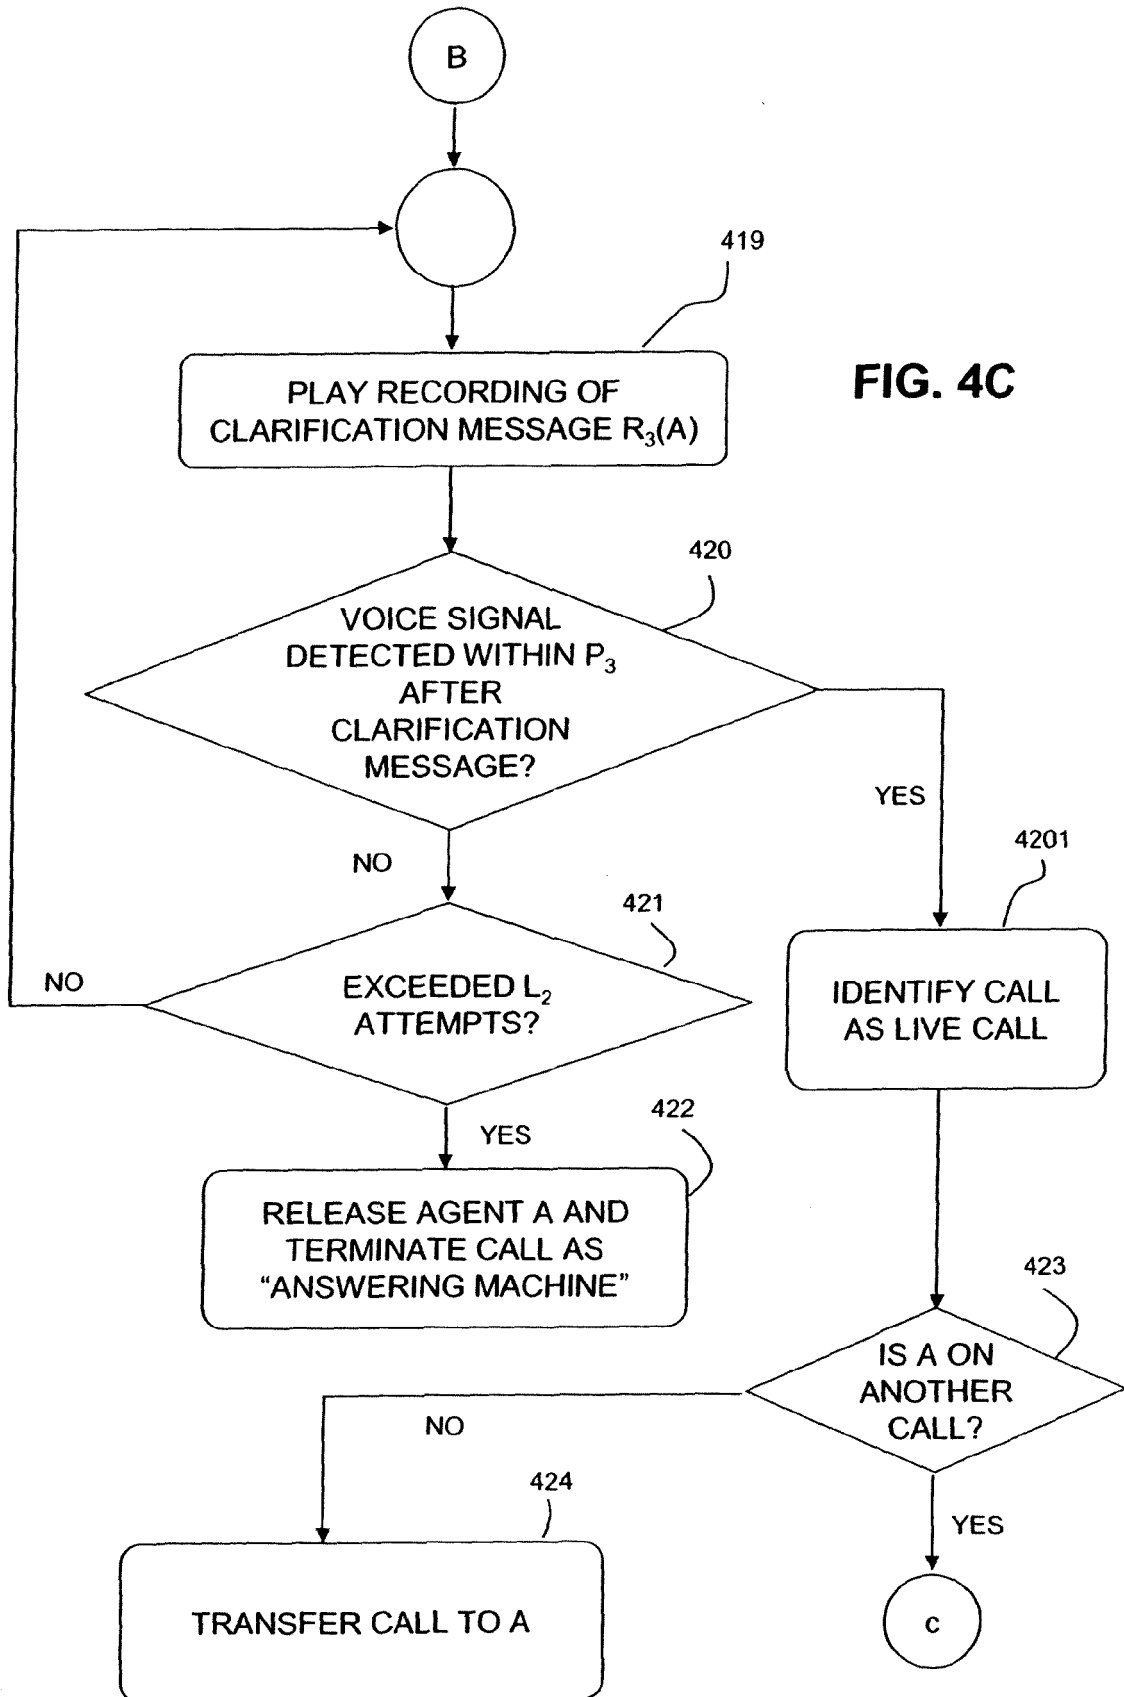 B
419
FIG. 4C
PLAY RECORDING OF
CLARIFICATION MESSAGE R₃(A)
420
VOICE SIGNAL
DETECTED WITHIN P₃
AFTER
CLARIFICATION
MESSAGE?
YES
4201
NO
421
NO
EXCEEDED L₂
ATTEMPTS?
IDENTIFY CALL
AS LIVE CALL
422
YES
RELEASE AGENT A AND
TERMINATE CALL AS
“ANSWERING MACHINE”
423
IS A ON
ANOTHER
CALL?
NO
424
YES
TRANSFER CALL TO A
c